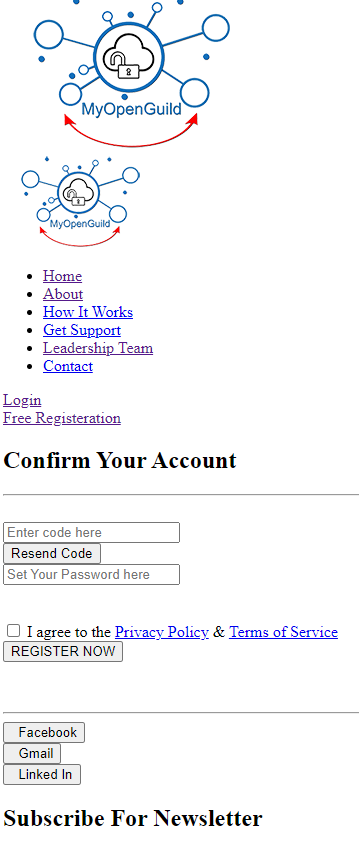 MyOpenGuild
MyOpenGuild
Home
About
How It Works
Get Support
Leadership Team
Contact
Login
Free Registeration
Confirm Your Account
Enter code here
Resend Code
Set Your Password here
I agree to the Privacy Policy & Terms of Service
REGISTER NOW
Facebook
Gmail
Linked In
Subscribe For Newsletter